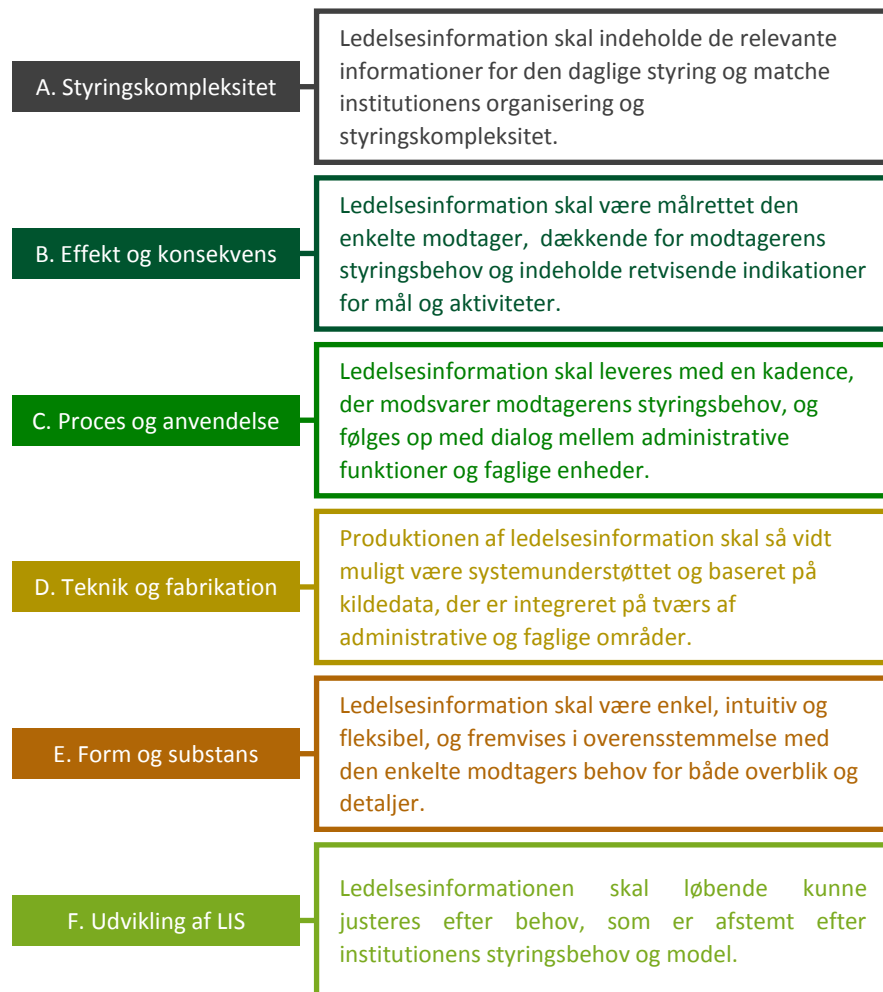 A. Styringskompleksitet
Ledelsesinformation skal indeholde de relevante
informationer for den daglige styring og matche
institutionens organisering og
styringskompleksitet.
B. Effekt og konsekvens
Ledelsesinformation skal være målrettet den
enkelte modtager, dækkende for modtagerens
styringsbehov og indeholde retvisende indikationer
for mål og aktiviteter.
C. Proces og anvendelse
Ledelsesinformation skal leveres med en kadence,
der modsvarer modtagerens styringsbehov, og
følges op med dialog mellem administrative
funktioner og faglige enheder.
D. Teknik og fabrikation
Produktionen af ledelsesinformation skal så vidt
muligt være systemunderstøttet og baseret på
kildedata, der er integreret på tværs af
administrative og faglige områder.
E. Form og substans
Ledelsesinformation skal være enkel, intuitiv og
fleksibel, og fremvises i overensstemmelse med
den enkelte modtagers behov for både overblik og
detaljer.
F. Udvikling af LIS
Ledelsesinformationen skal løbende kunne
justeres efter behov, som er afstemt efter
institutionens styringsbehov og model.